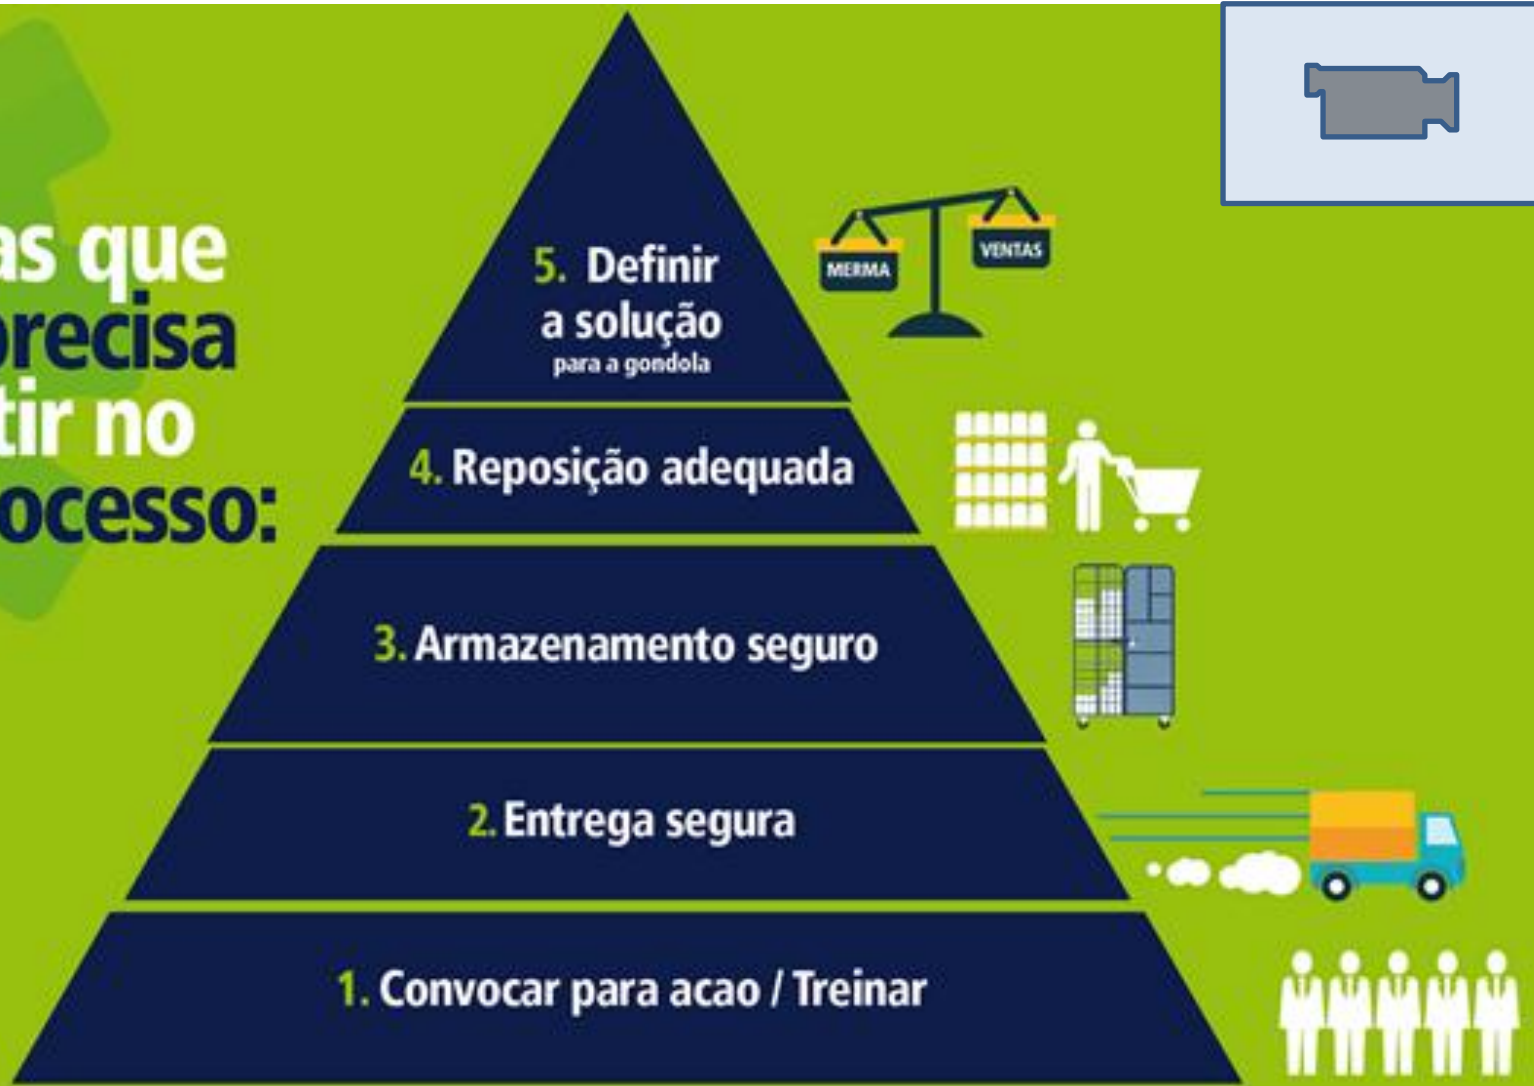 as que
precisa
tir no
ocesso:
5. Definir
a solução
para a gondola
MERMA
VENTAS
4. Reposição adequada
3. Armazenamento seguro
2. Entrega segura
1. Convocar para acao / Treinar